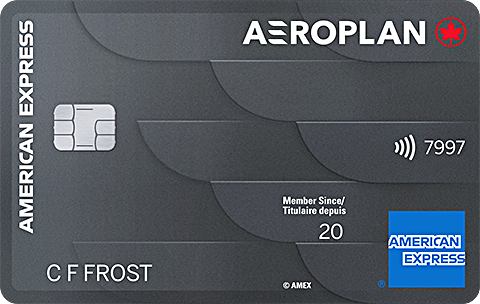 AMERICAN EXPRESS
AEROPLAN
7997
Member Since/
Titulaire depuis
20
AMERICAN
EXPRESS
®
C F FROST
© AMEX